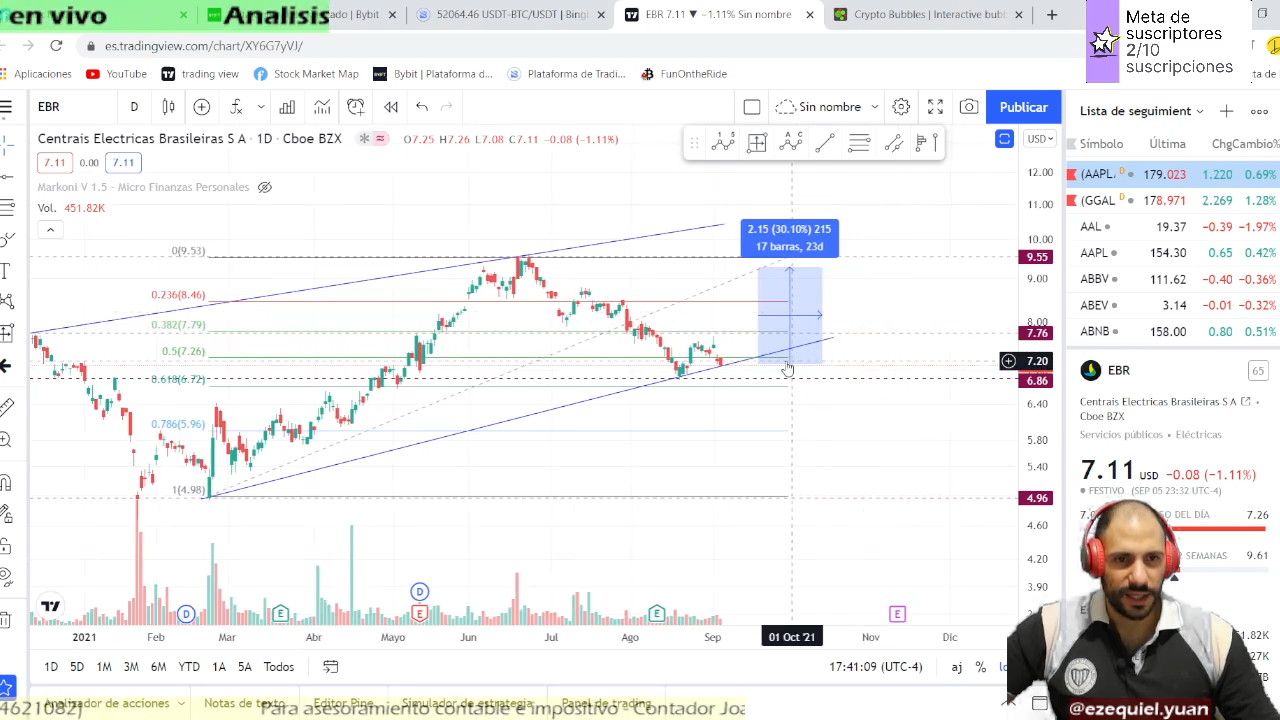 en vivo
Analisis
ado | Bybit
52634.46 USDT-BTC/USDT | Bingl
EBR 7.11 ▼ −1.11% Sin nombre
Crypto Bubbles | Interactive bubb
Meta de
suscriptores
2/10
suscripciones
es.tradingview.com/chart/XY6G7yVJ/
Aplicaciones
YouTube
trading view
Stock Market Map
Bybit | Plataforma d...
Plataforma de Tradi...
FunOntheRide
EBR
D
Sin nombre
Publicar
Lista de seguimient
Centrais Electricas Brasileiras S A · 1D · Cboe BZX
O7.25 H7.26 L7.08 C7.11 −0.08 (−1.11%)
USD
7.11 0.00 7.11
Markoni V 1.5 - Micro Finanzas Personales
Vol. 451.82K
Símbolo Última Chg Cambio%
(AAPL D 179.023 1.220 0.69%
(GGAL D 178.971 2.269 1.28%
AAL 19.37 −0.39 −1.97%
AAPL 154.30 0.65 0.42%
ABBV 111.62 −0.40 −0.36%
ABEV 3.14 −0.01 −0.32%
ABNB 158.00 0.80 0.51%
2.15 (30.10%) 215
17 barras, 23d
0(9.53)
0.236(8.46)
0.382(7.79)
0.5(7.26)
0.618(6.72)
0.786(5.96)
1(4.98)
12.00
11.00
10.00
9.55
9.00
8.00
7.76
7.20
6.86
6.40
5.80
5.40
4.96
4.60
4.20
3.90
EBR
65
Centrais Electricas Brasileiras S A
Cboe BZX
Servicios públicos • Eléctricas
7.11 USD −0.08 (−1.11%)
FESTIVO (SEP 05 23:32 UTC-4)
GO DEL DÍA 7.26
SEMANAS 9.61
D E D E E E
2021 Feb Mar Abr Mayo Jun Jul Ago Sep 01 Oct '21 Nov Dic
1D 5D 1M 3M 6M YTD 1A 5A Todos
17:41:09 (UTC-4)
aj %
Analizador de acciones
Notas de texto
Editor Pine
Simulador de estrategia
Panel de trading
4621082)
Para asesoramiento contable e impositivo - Contador Joa
@ezequiel.yuan